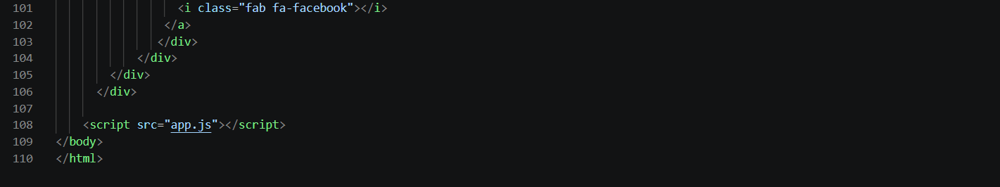 101 <i class="fab fa-facebook"></i>
102 </a>
103 </div>
104 </div>
105 </div>
106 </div>
107
108 <script src="app.js"></script>
109 </body>
110 </html>